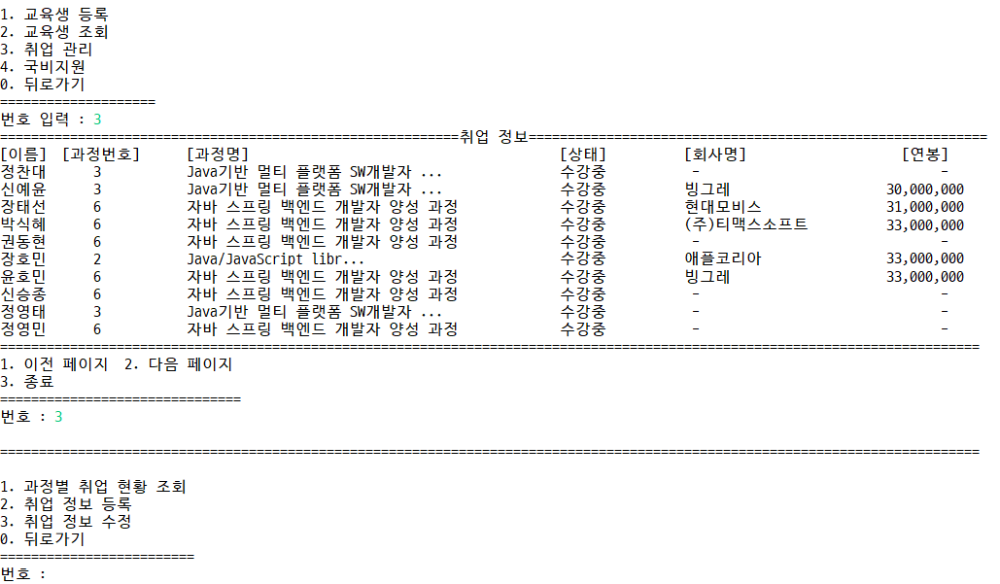 1. 교육생 등록
2. 교육생 조회
3. 취업 관리
4. 국비지원
0. 뒤로가기
====================
번호 입력 : 3
===========================================================취업 정보===========================================================
[이름] [과정번호] [과정명] [상태] [회사명] [연봉]
정찬대 3 Java기반 멀티 플랫폼 SW개발자 ... 수강중 - -
신예윤 3 Java기반 멀티 플랫폼 SW개발자 ... 수강중 빙그레 30,000,000
장태선 6 자바 스프링 백엔드 개발자 양성 과정 수강중 현대모비스 31,000,000
박식혜 6 자바 스프링 백엔드 개발자 양성 과정 수강중 (주)티맥스소프트 33,000,000
권동현 6 자바 스프링 백엔드 개발자 양성 과정 수강중 - -
장호민 2 Java/JavaScript libr... 수강중 애플코리아 33,000,000
윤호민 6 자바 스프링 백엔드 개발자 양성 과정 수강중 빙그레 33,000,000
신승종 6 자바 스프링 백엔드 개발자 양성 과정 수강중 - -
정영태 3 Java기반 멀티 플랫폼 SW개발자 ... 수강중 - -
정영민 6 자바 스프링 백엔드 개발자 양성 과정 수강중 - -
==============================================================================================================================
1. 이전 페이지 2. 다음 페이지
3. 종료
===============================
번호 : 3
==============================================================================================================================
1. 과정별 취업 현황 조회
2. 취업 정보 등록
3. 취업 정보 수정
0. 뒤로가기
=========================
번호 :